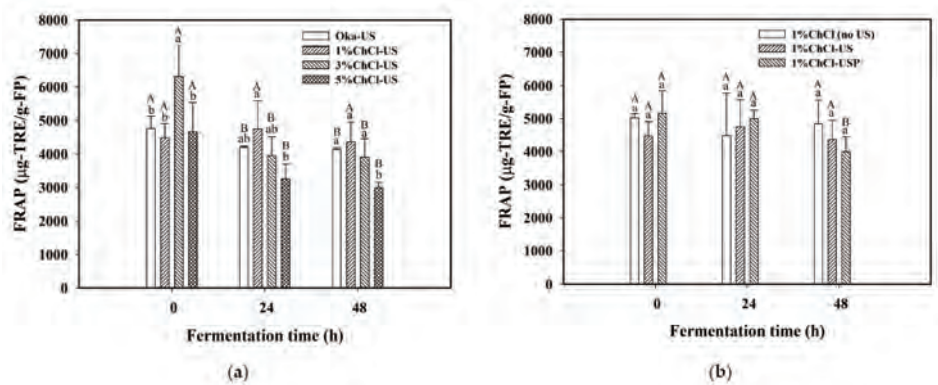 8000
7000
6000
5000
4000
3000
2000
1000
0
FRAP (µg-TRE/g-FP)
Oka-US
1%ChCl-US
3%ChCl-US
5%ChCl-US
A
b
A
b
A
a
A
b
B
ab
A
a
B
ab
B
b
B
a
A
a
B
a
B
b
0 24 48
Fermentation time (h)
(a)
8000
7000
6000
5000
4000
3000
2000
1000
0
FRAP (µg-TRE/g-FP)
1%ChCl (no US)
1%ChCl-US
1%ChCl-USP
A
a
A
a
A
a
A
a
A
a
A
a
A
a
A
a
B
a
0 24 48
Fermentation time (h)
(b)